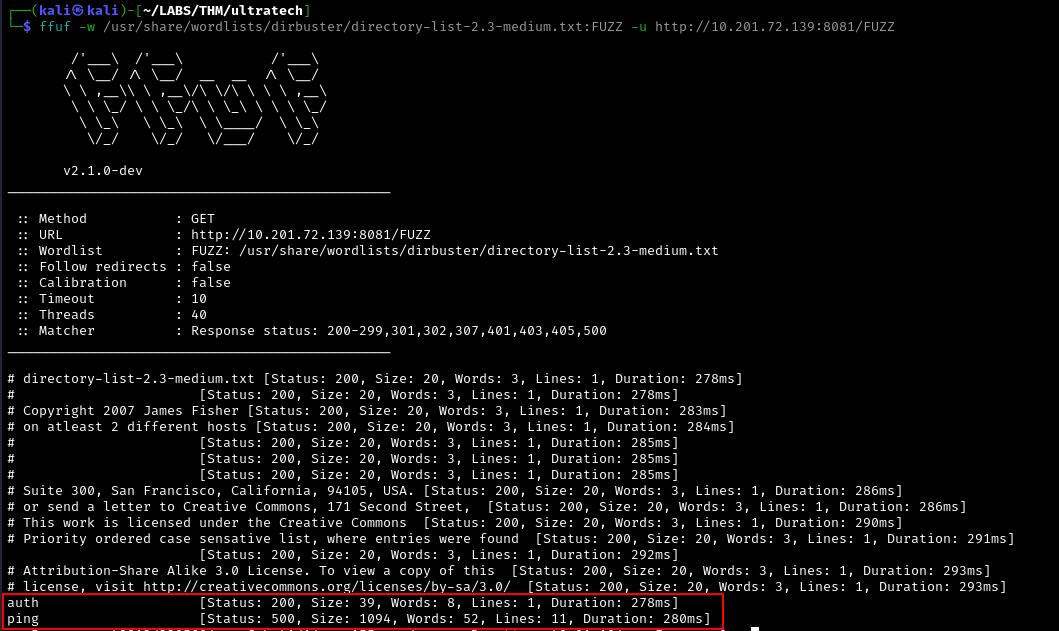 ┌──(kali㉿kali)-[~/LABS/THM/ultratech]
└─$ ffuf -w /usr/share/wordlists/dirbuster/directory-list-2.3-medium.txt:FUZZ -u http://10.201.72.139:8081/FUZZ
        /'___\  /'___\           /'___\
       /\ \__/ /\ \__/  __  __  /\ \__/
       \ \ ,__\\ \ ,__\/\ \/\ \ \ \ ,__\
        \ \ \_/ \ \ \_/\ \ \_\ \ \ \ \_/
         \ \_\   \ \_\  \ \____/  \ \_\
          \/_/    \/_/   \/___/    \/_/
v2.1.0-dev
________________________________________________
:: Method : GET
:: URL : http://10.201.72.139:8081/FUZZ
:: Wordlist : FUZZ: /usr/share/wordlists/dirbuster/directory-list-2.3-medium.txt
:: Follow redirects : false
:: Calibration : false
:: Timeout : 10
:: Threads : 40
:: Matcher : Response status: 200-299,301,302,307,401,403,405,500
________________________________________________
# directory-list-2.3-medium.txt [Status: 200, Size: 20, Words: 3, Lines: 1, Duration: 278ms]
# [Status: 200, Size: 20, Words: 3, Lines: 1, Duration: 278ms]
# Copyright 2007 James Fisher [Status: 200, Size: 20, Words: 3, Lines: 1, Duration: 283ms]
# on atleast 2 different hosts [Status: 200, Size: 20, Words: 3, Lines: 1, Duration: 284ms]
# [Status: 200, Size: 20, Words: 3, Lines: 1, Duration: 285ms]
# [Status: 200, Size: 20, Words: 3, Lines: 1, Duration: 285ms]
# [Status: 200, Size: 20, Words: 3, Lines: 1, Duration: 285ms]
# Suite 300, San Francisco, California, 94105, USA. [Status: 200, Size: 20, Words: 3, Lines: 1, Duration: 286ms]
# or send a letter to Creative Commons, 171 Second Street,  [Status: 200, Size: 20, Words: 3, Lines: 1, Duration: 286ms]
# This work is licensed under the Creative Commons  [Status: 200, Size: 20, Words: 3, Lines: 1, Duration: 290ms]
# Priority ordered case sensative list, where entries were found  [Status: 200, Size: 20, Words: 3, Lines: 1, Duration: 291ms]
[Status: 200, Size: 20, Words: 3, Lines: 1, Duration: 292ms]
# Attribution-Share Alike 3.0 License. To view a copy of this  [Status: 200, Size: 20, Words: 3, Lines: 1, Duration: 293ms]
# license, visit http://creativecommons.org/licenses/by-sa/3.0/  [Status: 200, Size: 20, Words: 3, Lines: 1, Duration: 293ms]
auth [Status: 200, Size: 39, Words: 8, Lines: 1, Duration: 278ms]
ping [Status: 500, Size: 1094, Words: 52, Lines: 11, Duration: 280ms]